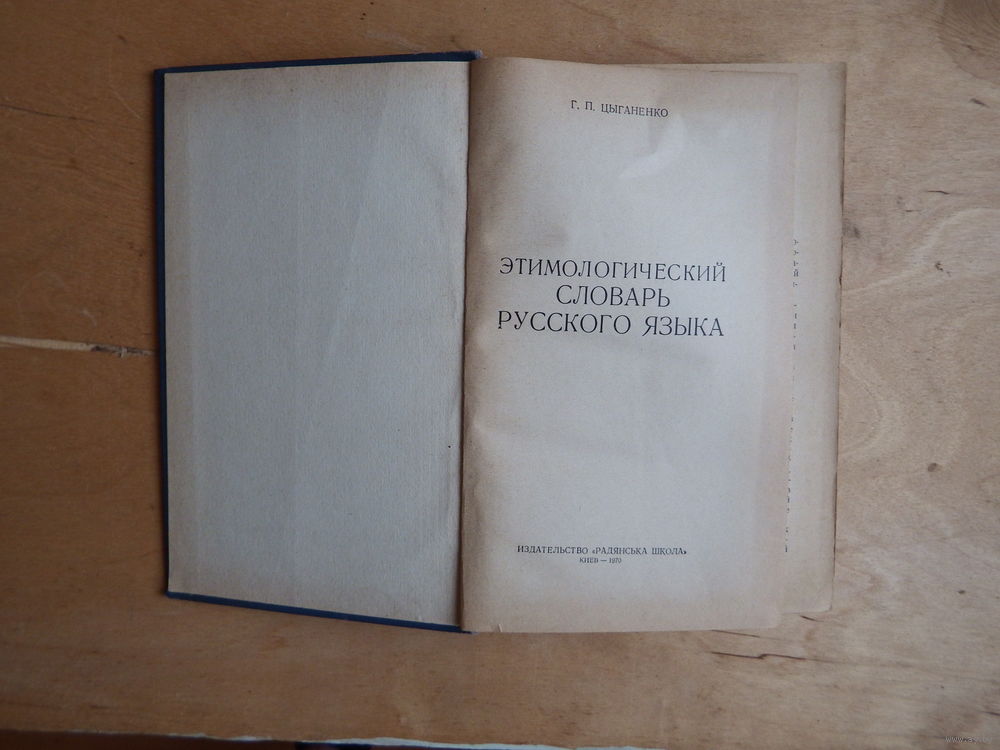 Г. П. ЦЫГАНЕНКО
ЭТИМОЛОГИЧЕСКИЙ
СЛОВАРЬ
РУССКОГО ЯЗЫКА
ИЗДАТЕЛЬСТВО «РАДЯНСЬКА ШКОЛА»
КИЕВ — 1970